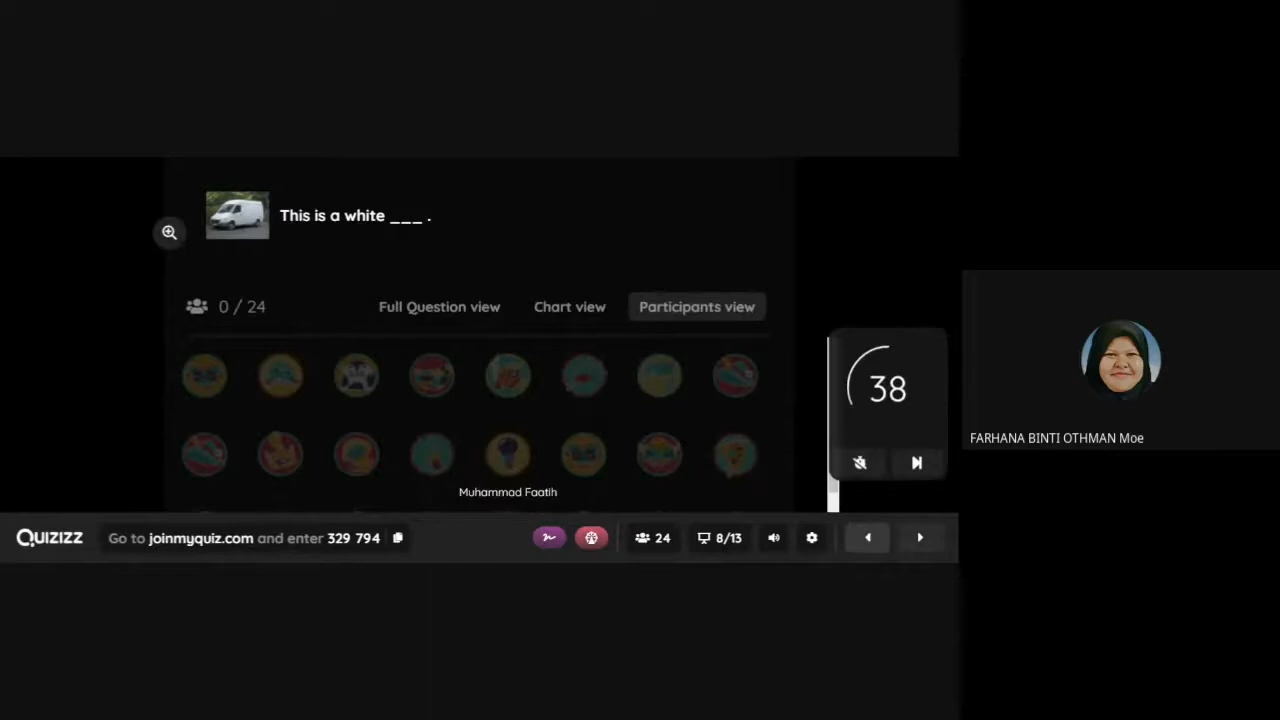 This is a white ___ .
0 / 24
Full Question view
Chart view
Participants view
38
FARHANA BINTI OTHMAN Moe
Muhammad Faatih
QUIZIZZ
Go to joinmyquiz.com and enter 329 794
24
8/13